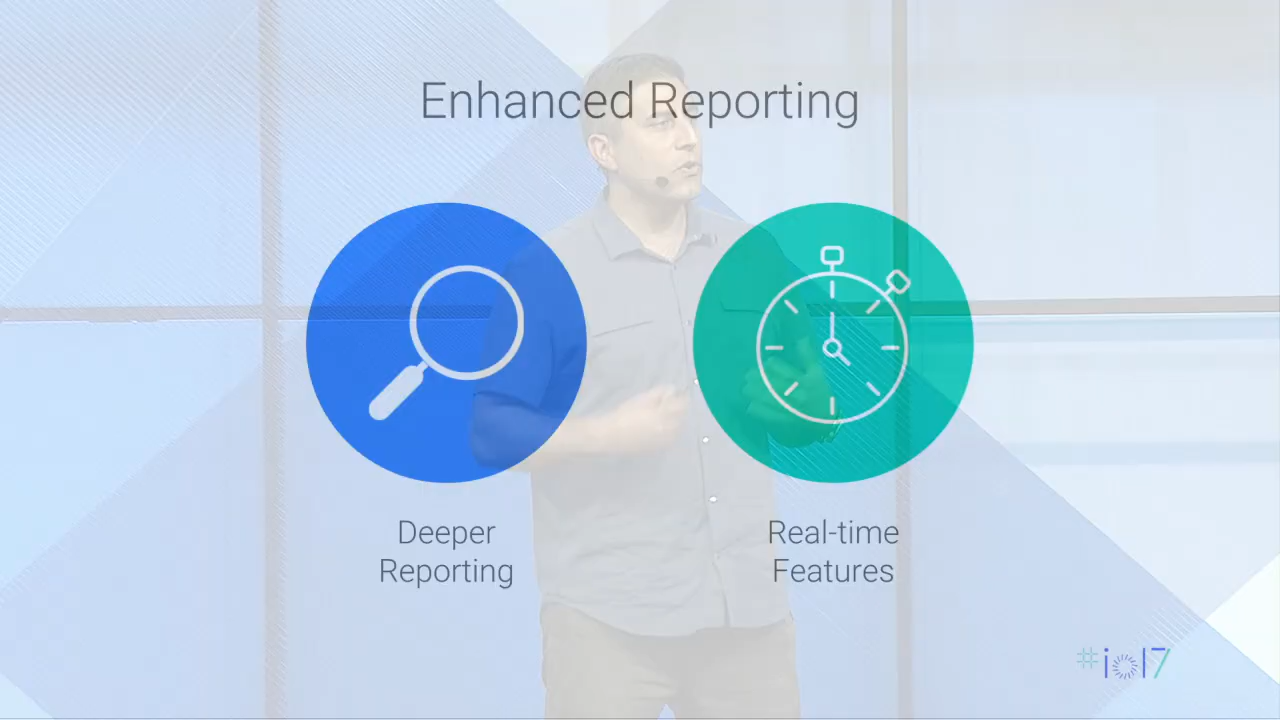 Enhanced Reporting
Deeper
Reporting
Real-time
Features
#io17